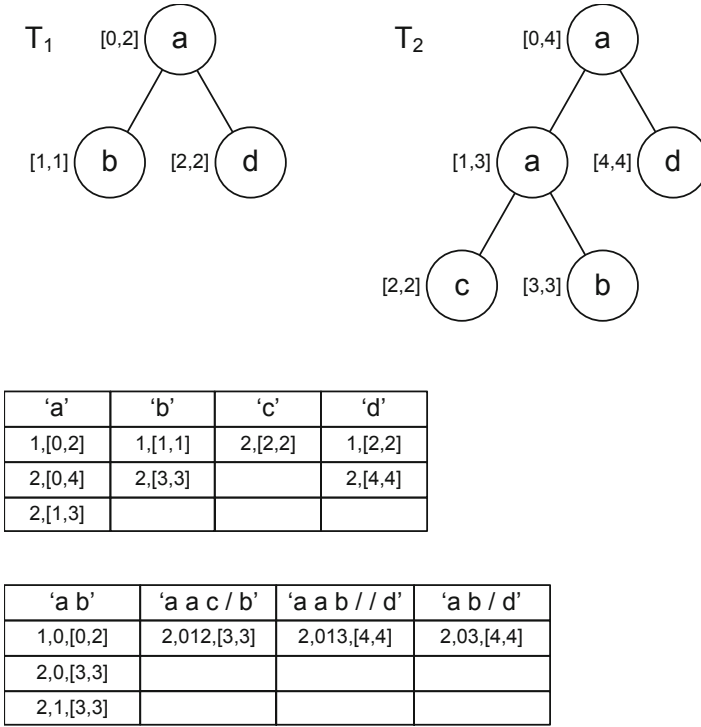 T1 [0,2] a T2 [0,4] a
[1,1] b [2,2] d [1,3] a [4,4] d
[2,2] c [3,3] b
‘a’ ‘b’ ‘c’ ‘d’
1,[0,2] 1,[1,1] 2,[2,2] 1,[2,2]
2,[0,4] 2,[3,3] 2,[4,4]
2,[1,3]
‘a b’ ‘a a c / b’ ‘a a b / / d’ ‘a b / d’
1,0,[0,2] 2,012,[3,3] 2,013,[4,4] 2,03,[4,4]
2,0,[3,3]
2,1,[3,3]